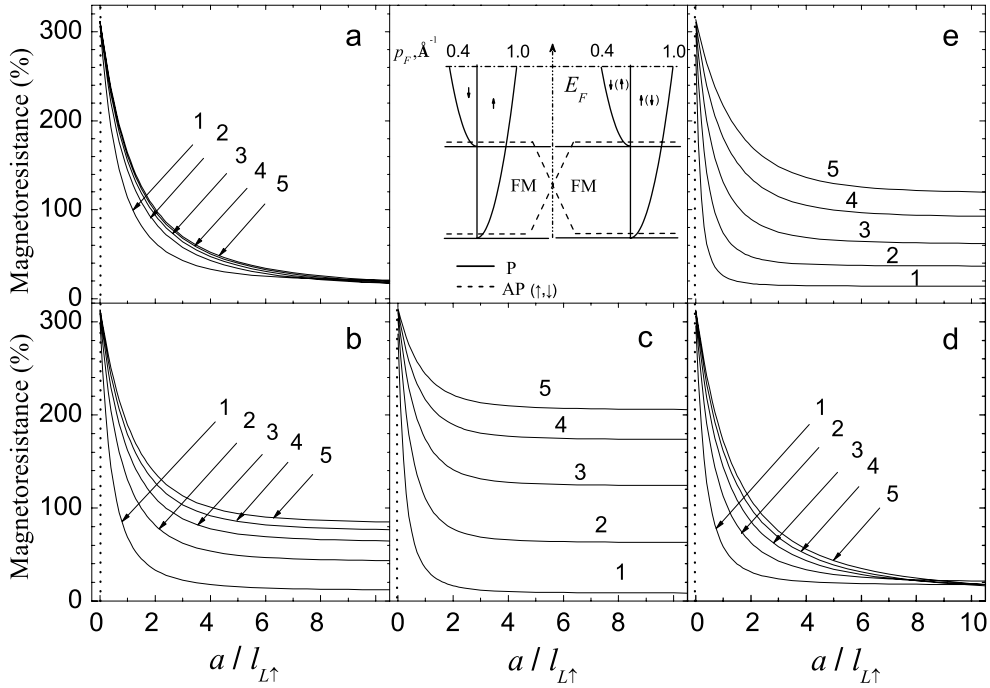 Magnetoresistance (%)
300
200
100
0
a
1
2
3
4
5
p_F, Å⁻¹
0.4
1.0
0.4
1.0
E_F
↓
↑
↓(↑)
↑(↓)
FM
FM
P
AP (↑,↓)
e
5
4
3
2
1
Magnetoresistance (%)
300
200
100
0
b
1
2
3
4
5
0 2 4 6 8
a / l_L↑
c
5
4
3
2
1
0 2 4 6 8
a / l_L↑
d
1
2
3
4
5
0 2 4 6 8 10
a / l_L↑